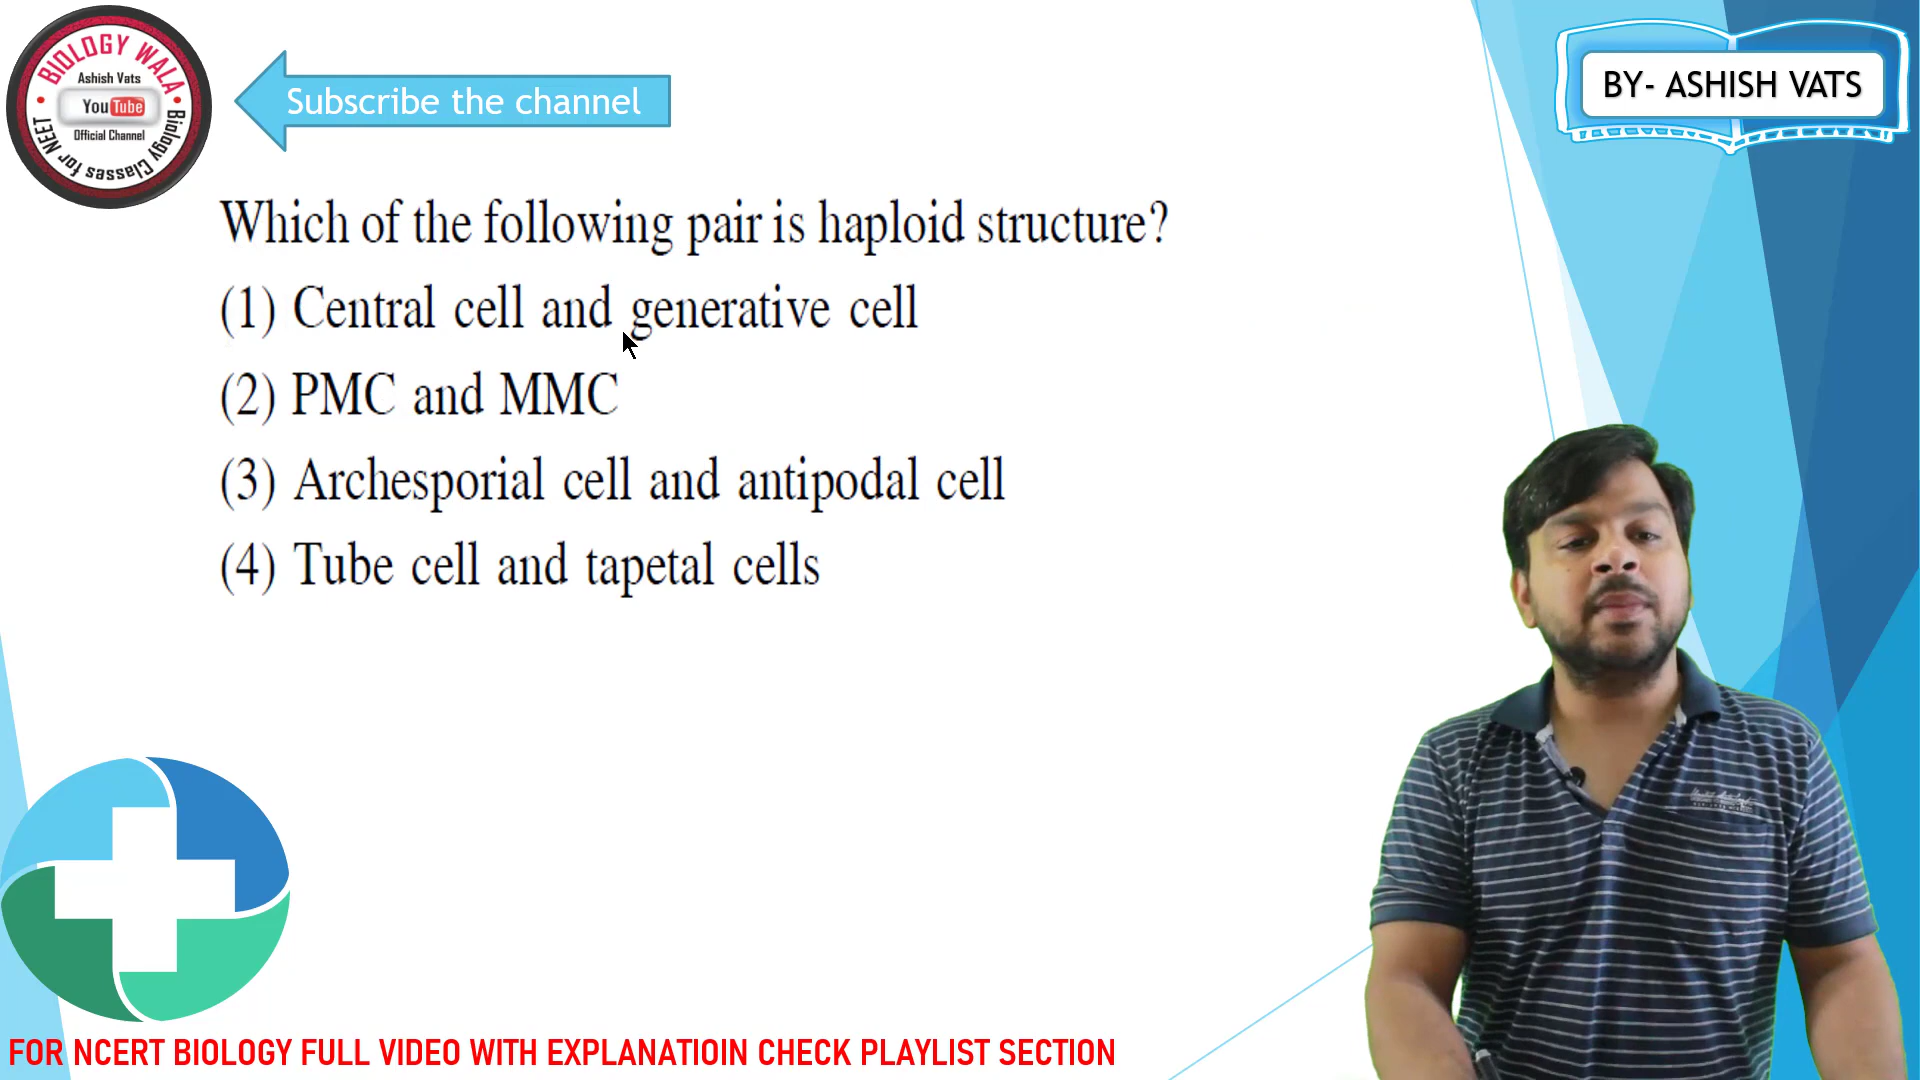 BIOLOGY WALA
Ashish Vats
YouTube
Official Channel
Biology Classes for NEET
Subscribe the channel
BY- ASHISH VATS
Which of the following pair is haploid structure?
(1) Central cell and generative cell
(2) PMC and MMC
(3) Archesporial cell and antipodal cell
(4) Tube cell and tapetal cells
FOR NCERT BIOLOGY FULL VIDEO WITH EXPLANATIOIN CHECK PLAYLIST SECTION